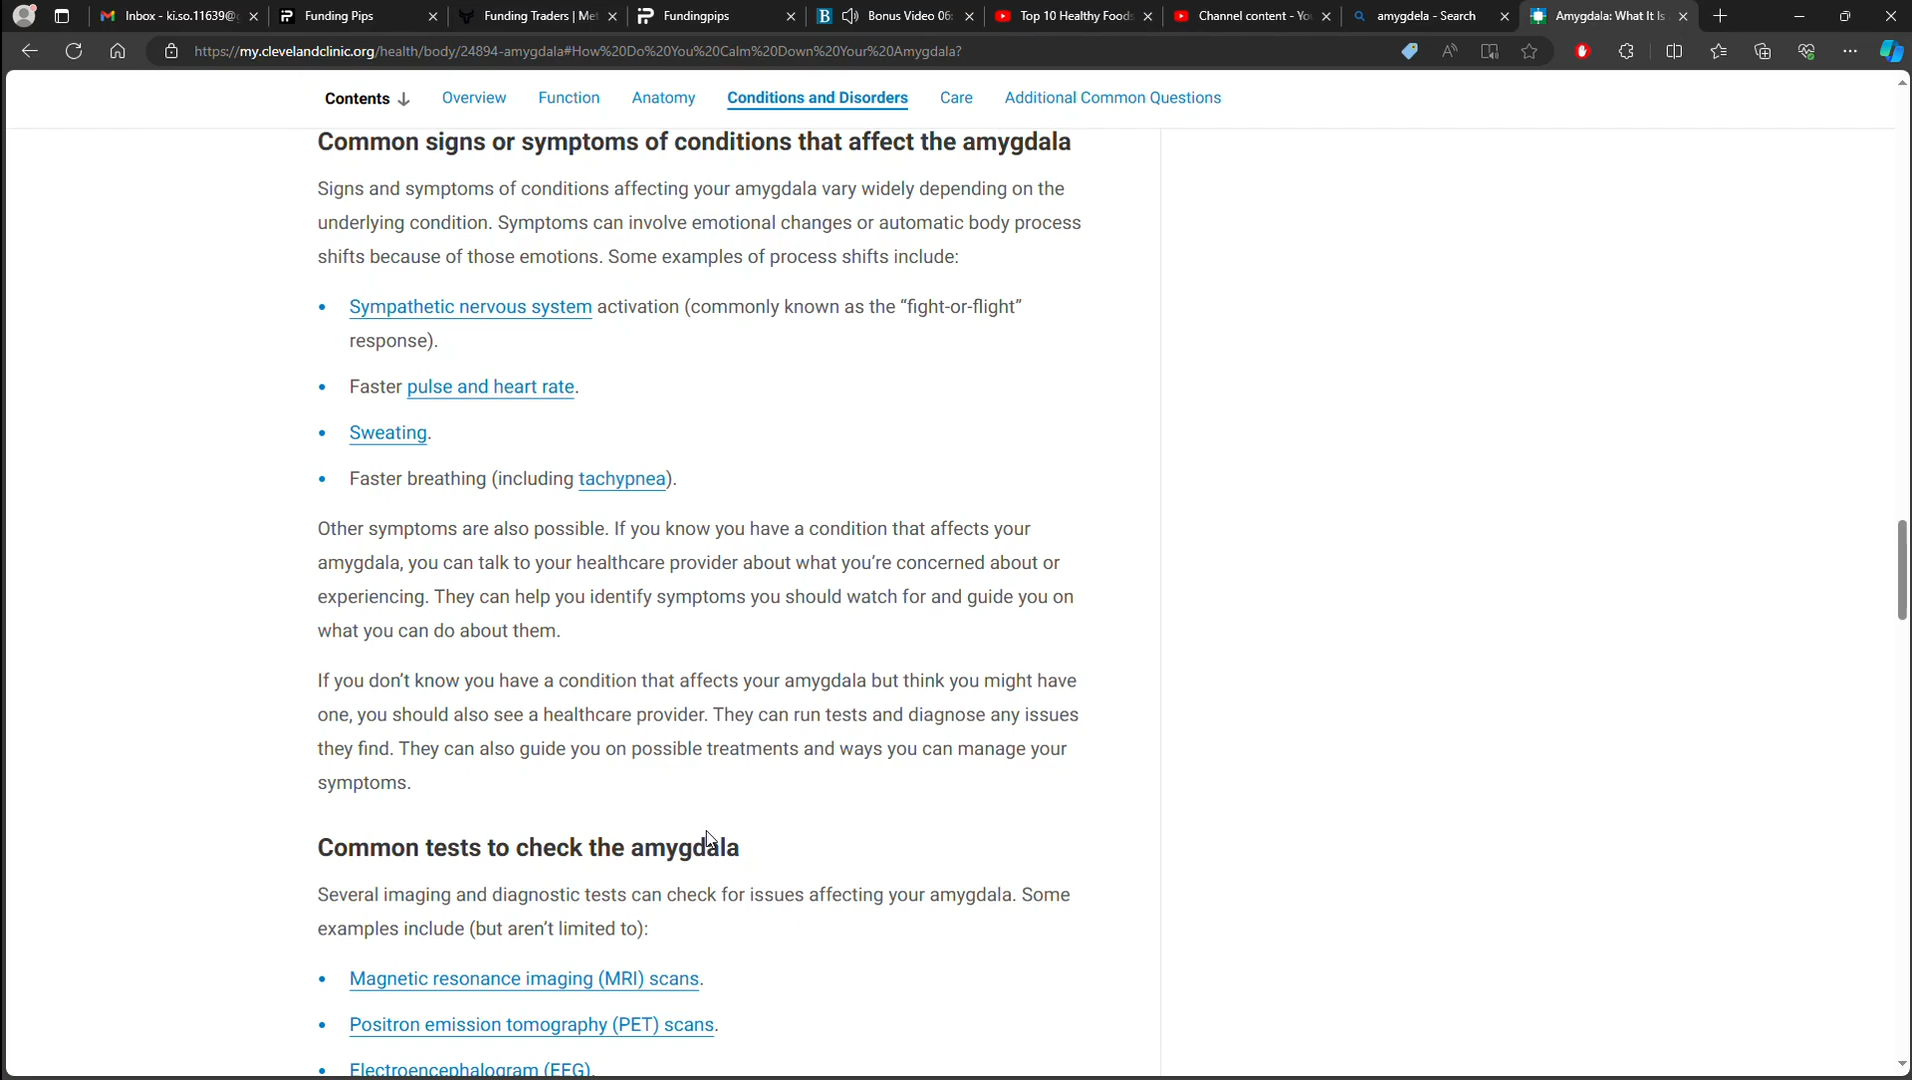 Inbox - ki.so.11639@
Funding Pips
Funding Traders | Met
Fundingpips
Bonus Video 06:
Top 10 Healthy Foods
Channel content - Yo
amygdela - Search
Amygdala: What It Is
https://my.clevelandclinic.org/health/body/24894-amygdala#How%20Do%20You%20Calm%20Down%20Your%20Amygdala?
Contents ↓ Overview Function Anatomy Conditions and Disorders Care Additional Common Questions
Common signs or symptoms of conditions that affect the amygdala
Signs and symptoms of conditions affecting your amygdala vary widely depending on the
underlying condition. Symptoms can involve emotional changes or automatic body process
shifts because of those emotions. Some examples of process shifts include:
• Sympathetic nervous system activation (commonly known as the “fight-or-flight”
response).
• Faster pulse and heart rate.
• Sweating.
• Faster breathing (including tachypnea).
Other symptoms are also possible. If you know you have a condition that affects your
amygdala, you can talk to your healthcare provider about what you’re concerned about or
experiencing. They can help you identify symptoms you should watch for and guide you on
what you can do about them.
If you don’t know you have a condition that affects your amygdala but think you might have
one, you should also see a healthcare provider. They can run tests and diagnose any issues
they find. They can also guide you on possible treatments and ways you can manage your
symptoms.
Common tests to check the amygdala
Several imaging and diagnostic tests can check for issues affecting your amygdala. Some
examples include (but aren’t limited to):
• Magnetic resonance imaging (MRI) scans.
• Positron emission tomography (PET) scans.
• Electroencephalogram (EEG).